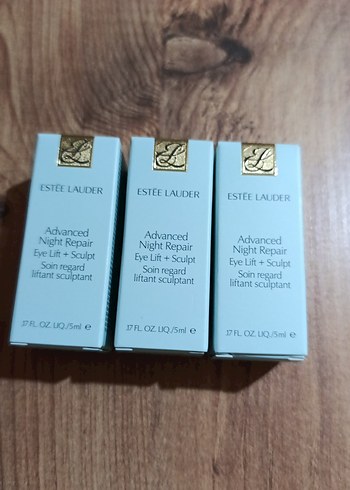 ESTĒE LAUDER
Advanced
Night Repair
Eye Lift + Sculpt
Soin regard
liftant sculptant
.17 FL. OZ. LIQ./5ml e
ESTĒE LAUDER
Advanced
Night Repair
Eye Lift + Sculpt
Soin regard
liftant sculptant
.17 FL. OZ. LIQ./5ml e
ESTĒE LAUDER
Advanced
Night Repair
Eye Lift + Sculpt
Soin regard
liftant sculptant
.17 FL. OZ. LIQ./5ml e